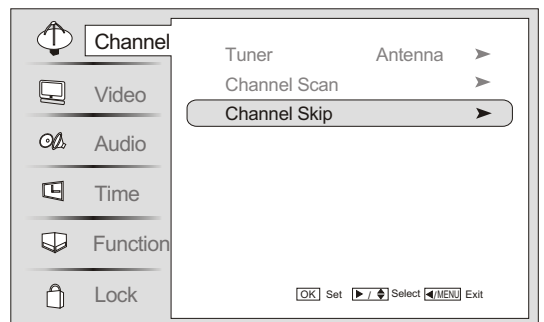 Channel
Video
Audio
Time
Function
Lock
Tuner Antenna ➤
Channel Scan ➤
Channel Skip ➤
OK Set ▶/◆ Select ◀/MENU Exit